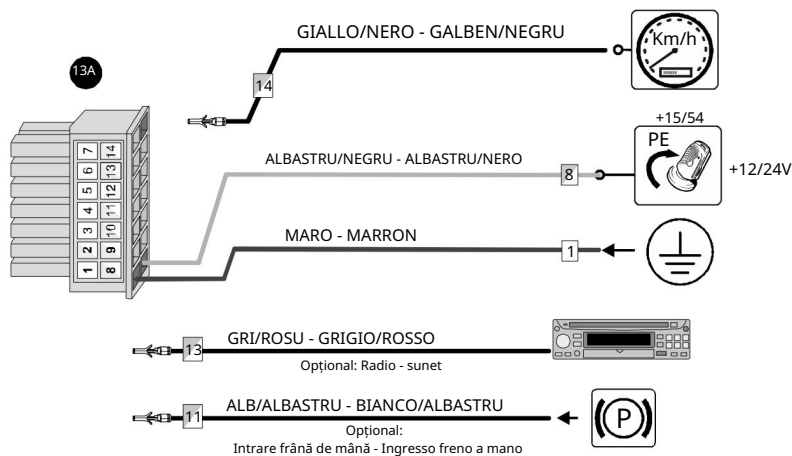 GIALLO/NERO - GALBEN/NEGRU
Km/h
13A
14
+15/54
PE
+12/24V
ALBASTRU/NEGRU - ALBASTRU/NERO
8
7 14
6 13
5 12
4 11
3 10
2 9
1 8
MARO - MARRON
1
GRI/ROSU - GRIGIO/ROSSO
13
Opțional: Radio - sunet
ALB/ALBASTRU - BIANCO/ALBASTRU
11
(P)
Opțional:
Intrare frână de mână - Ingresso freno a mano